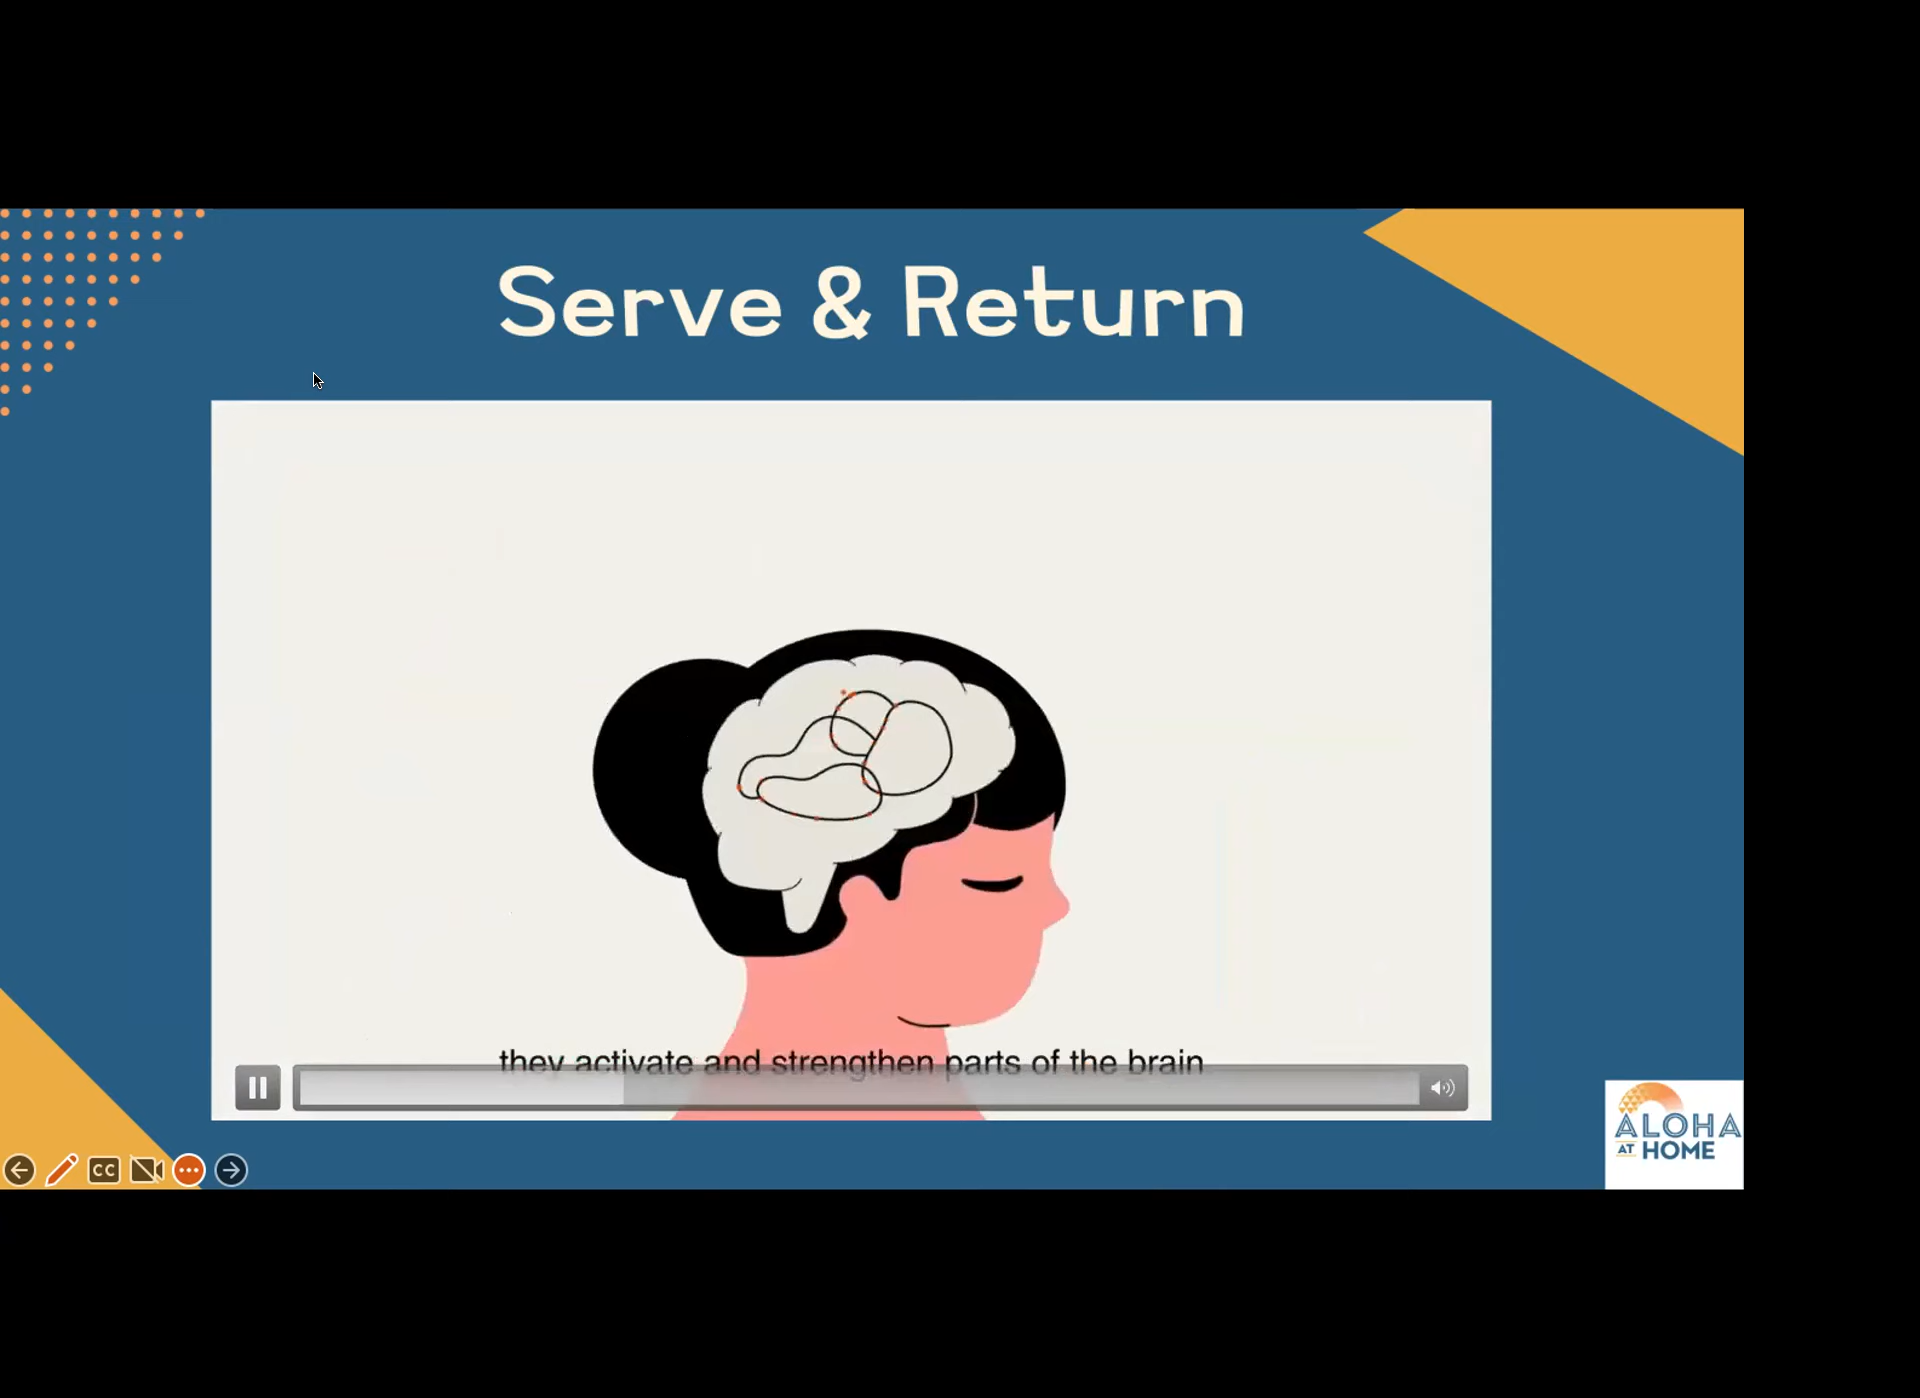 Serve & Return
they activate and strengthen parts of the brain
CC
ALOHA
AT HOME